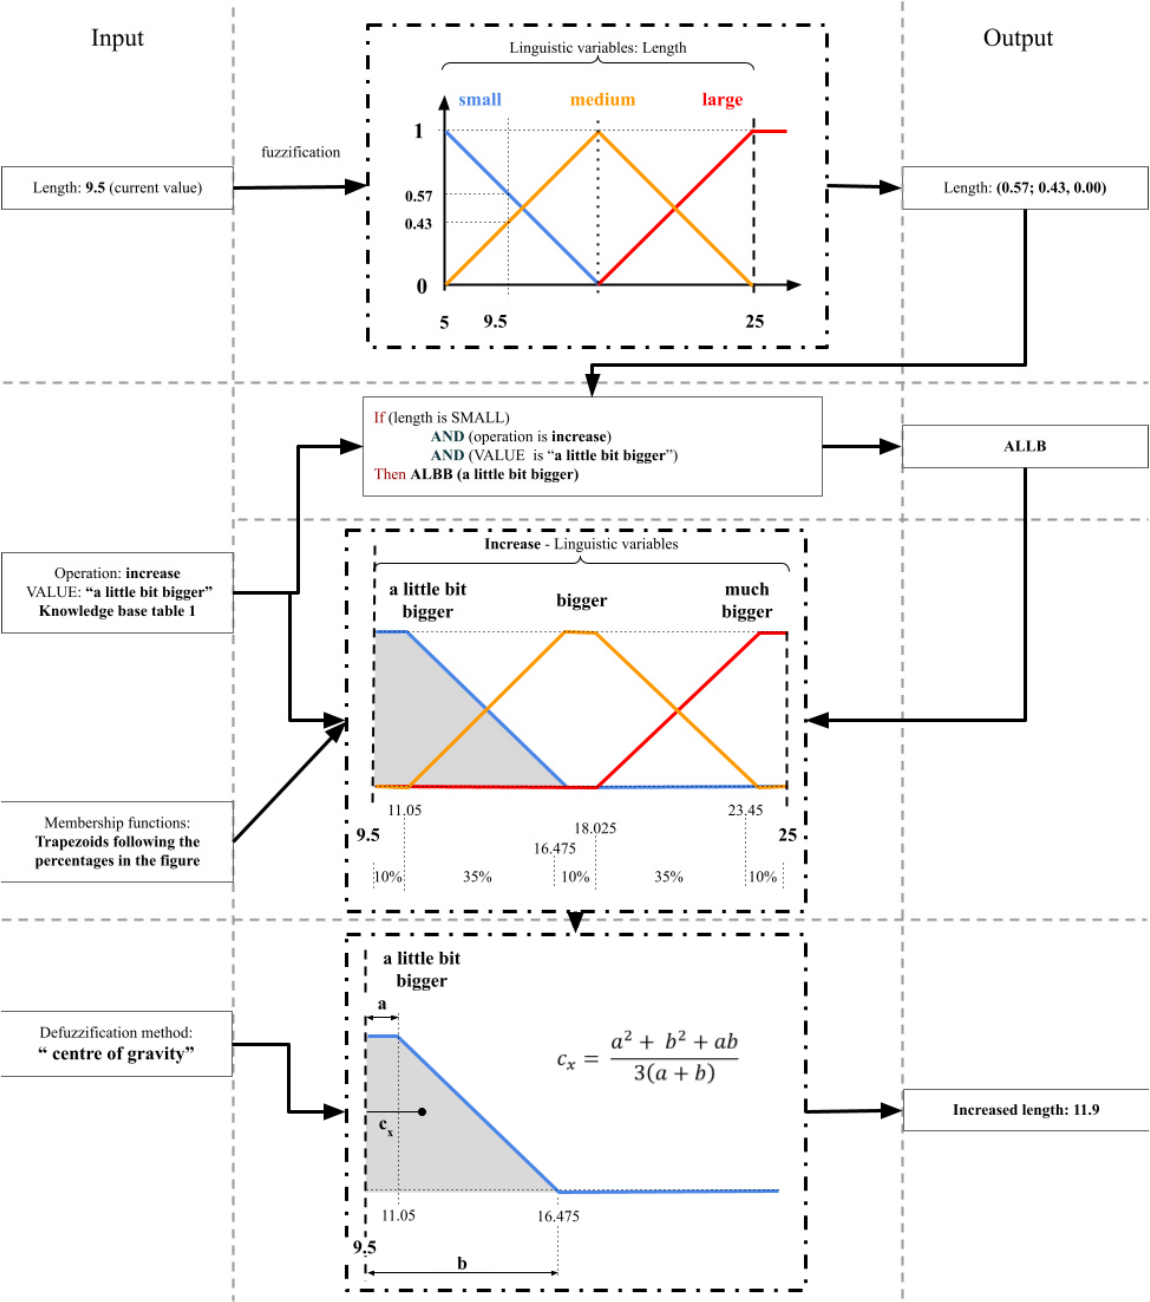 Input
Output
Linguistic variables: Length
small
medium
large
1
fuzzification
Length: 9.5 (current value)
0.57
0.43
Length: (0.57; 0.43, 0.00)
0
5
9.5
25
If (length is SMALL)
AND (operation is increase)
AND (VALUE is “a little bit bigger”)
Then ALBB (a little bit bigger)
ALLB
Increase - Linguistic variables
Operation: increase
VALUE: “a little bit bigger”
Knowledge base table 1
a little bit
bigger
bigger
much
bigger
11.05
23.45
9.5
18.025
25
16.475
10%
35%
10%
35%
10%
Membership functions:
Trapezoids following the
percentages in the figure
a little bit
bigger
a
Defuzzification method:
“ centre of gravity”
cₓ = a² + b² + ab / 3(a + b)
cₓ
Increased length: 11.9
11.05
16.475
9.5
b